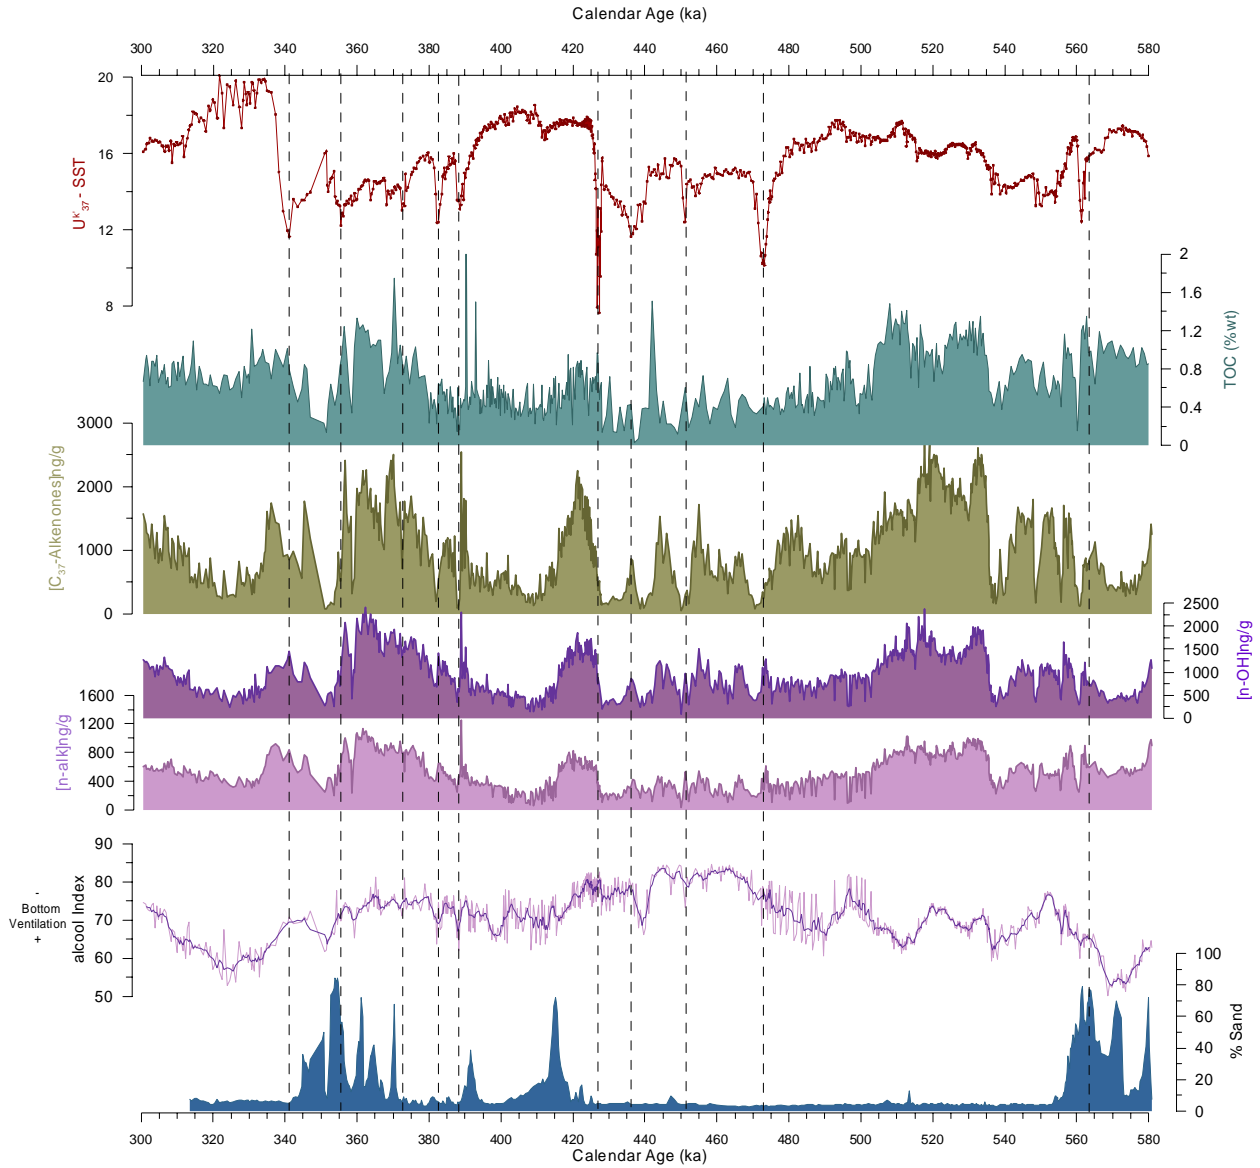 Calendar Age (ka)
300 320 340 360 380 400 420 440 460 480 500 520 540 560 580
20
16
12
8
U^k'_37 - SST
2
1.6
1.2
0.8
0.4
0
TOC (%wt)
3000
2000
1000
0
[C37-Alkenones]ng/g
2500
2000
1500
1000
500
0
[n-OH]ng/g
1600
1200
800
400
0
[n-alk]ng/g
90
80
70
60
50
alcool Index
-
Bottom
Ventilation
+
100
80
60
40
20
0
% Sand
300 320 340 360 380 400 420 440 460 480 500 520 540 560 580
Calendar Age (ka)